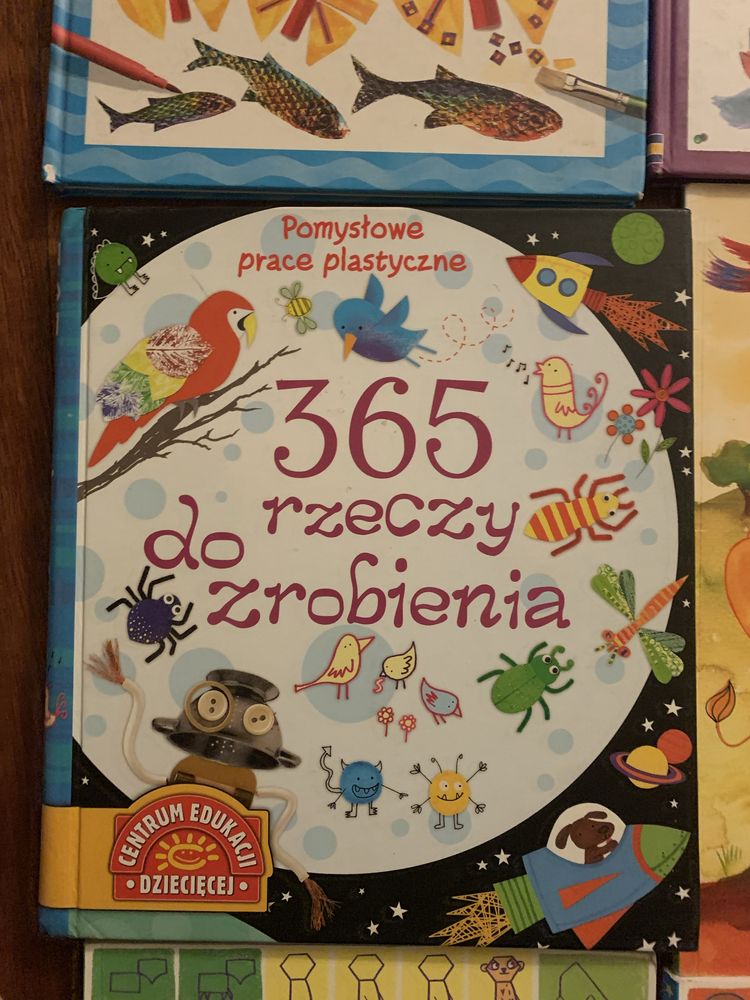 Pomysłowe
prace plastyczne
365
rzeczy
do
zrobienia
CENTRUM EDUKACJI
• DZIECIĘCEJ •